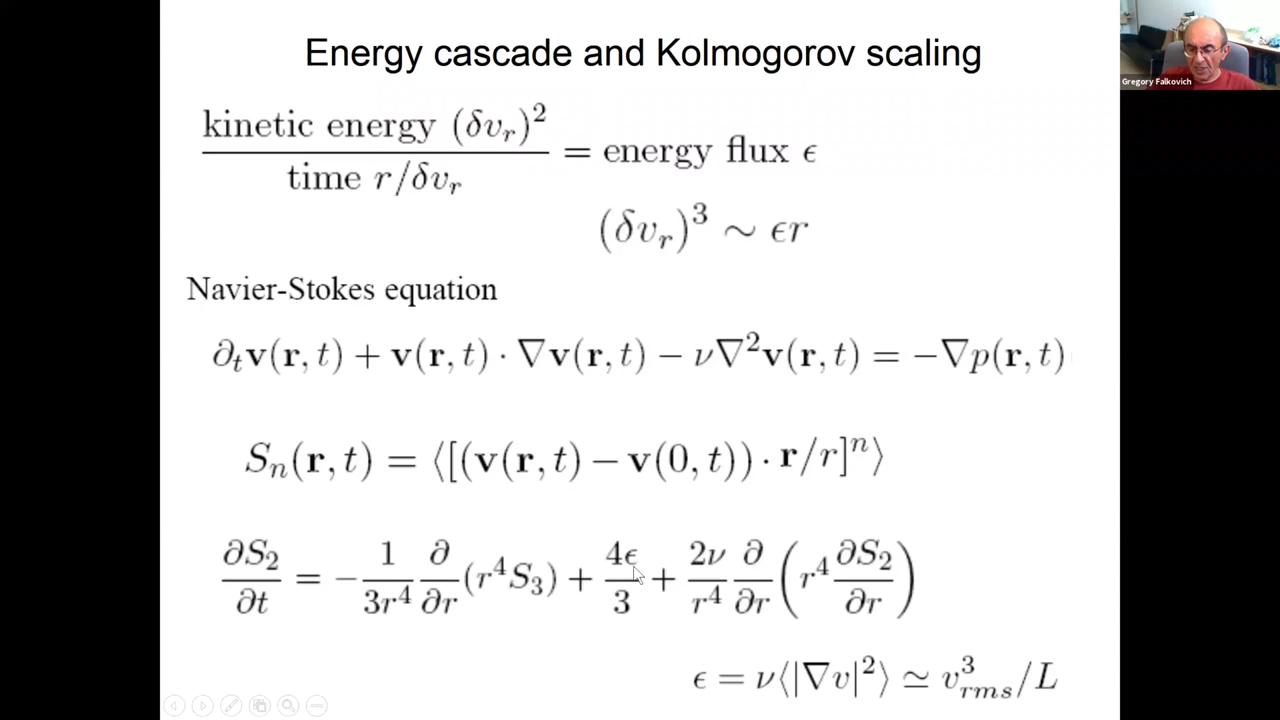 Energy cascade and Kolmogorov scaling
Gregory Falkovich
kinetic energy (δv_r)^2 / time r/δv_r = energy flux ϵ
(δv_r)^3 ∼ ϵr
Navier-Stokes equation
∂_t v(r, t) + v(r, t) · ∇v(r, t) − ν∇^2 v(r, t) = −∇p(r, t)
S_n(r, t) = ⟨[(v(r, t) − v(0, t)) · r/r]^n⟩
∂S_2/∂t = − 1/(3r^4) ∂/∂r (r^4 S_3) + 4ϵ/3 + 2ν/r^4 ∂/∂r (r^4 ∂S_2/∂r)
ϵ = ν⟨|∇v|^2⟩ ≃ v_{rms}^3/L